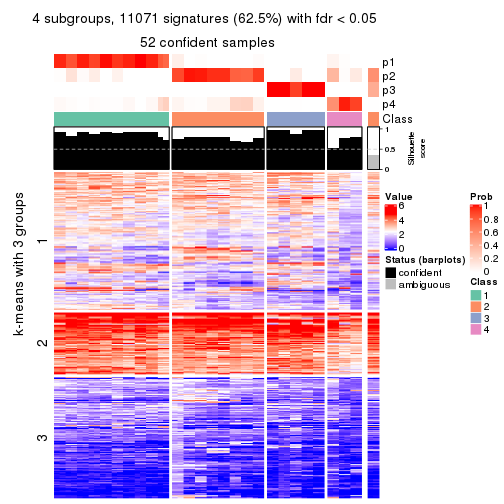 4 subgroups, 11071 signatures (62.5%) with fdr < 0.05
52 confident samples
p1
p2
p3
p4
Class
1
0.5
0
Silhouette
score
k-means with 3 groups
1
2
3
Value
6
4
2
0
Status (barplots)
confident
ambiguous
Prob
1
0.8
0.6
0.4
0.2
0
Class
1
2
3
4